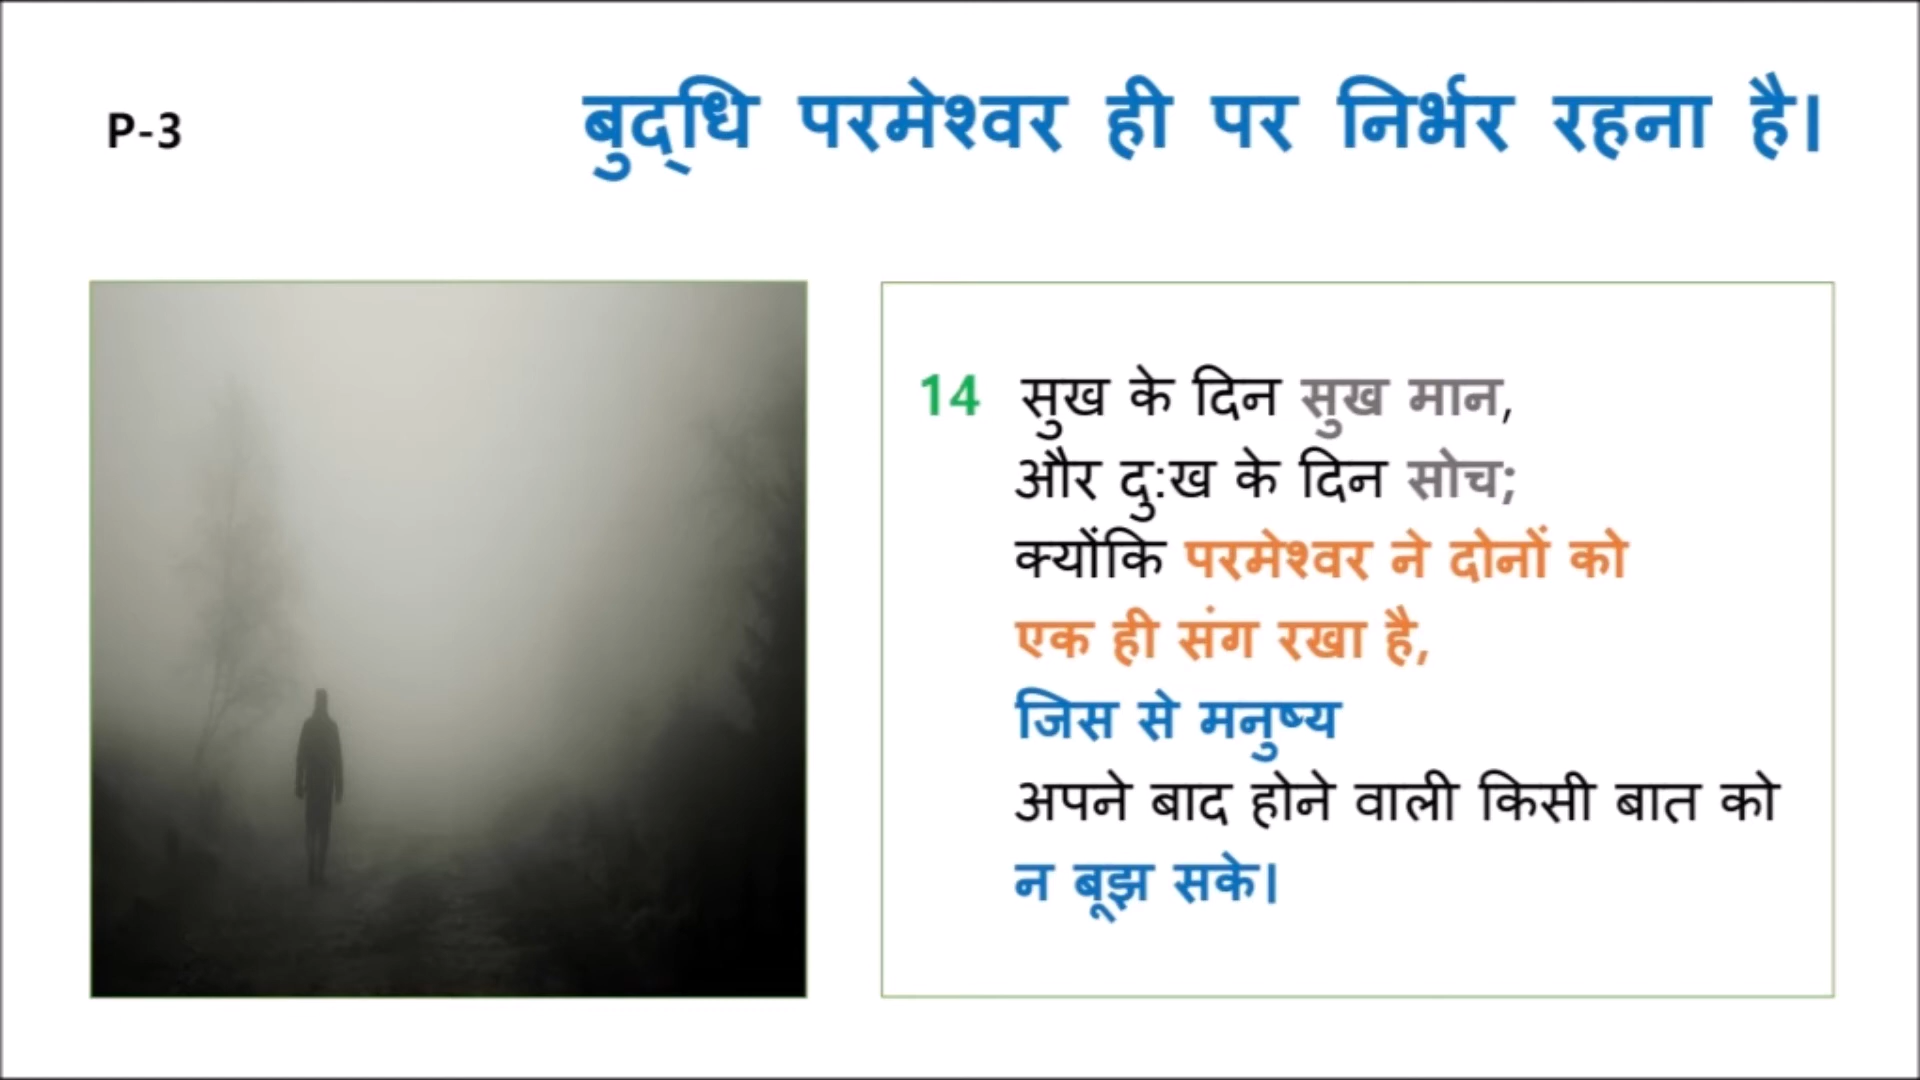 P-3
बुद्धि परमेश्वर ही पर निर्भर रहना है।
14 सुख के दिन सुख मान,
और दु:ख के दिन सोच;
क्योंकि परमेश्वर ने दोनों को
एक ही संग रखा है,
जिस से मनुष्य
अपने बाद होने वाली किसी बात को
न बूझ सके।